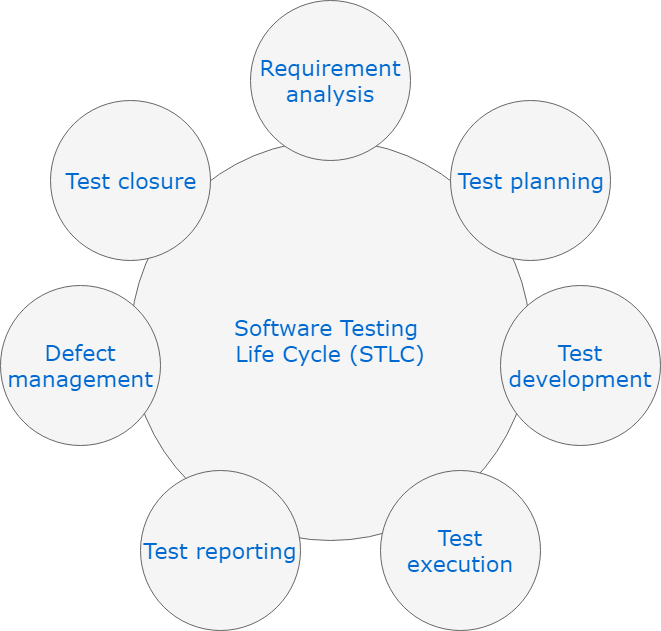 Requirement
analysis
Test planning
Test
development
Test
execution
Test reporting
Defect
management
Test closure
Software Testing
Life Cycle (STLC)